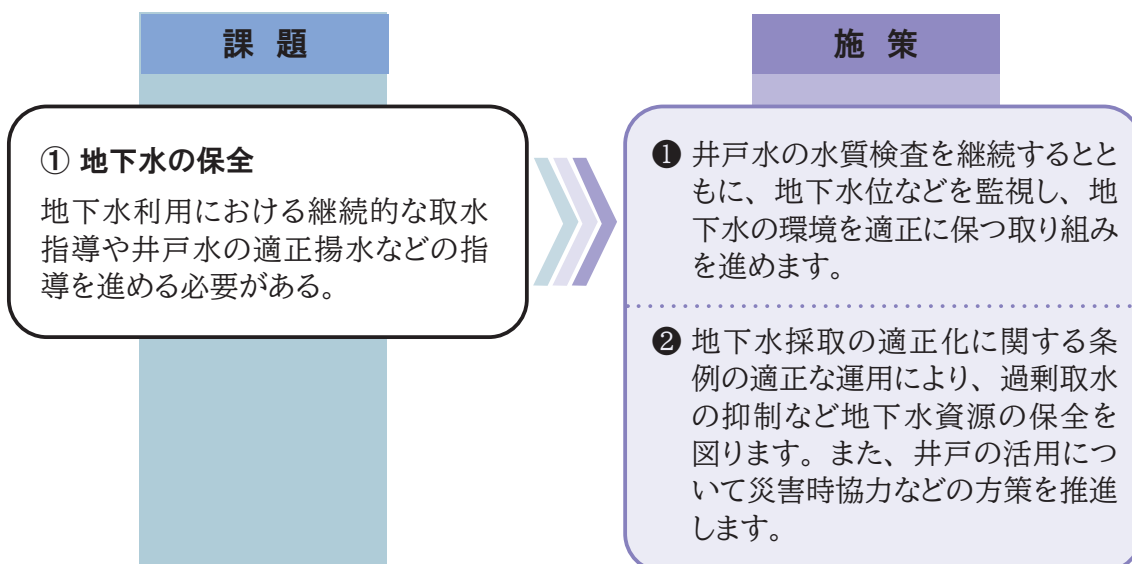 課 題
① 地下水の保全
地下水利用における継続的な取水
指導や井戸水の適正揚水などの指
導を進める必要がある。
施 策
❶ 井戸水の水質検査を継続するとと
もに、地下水位などを監視し、地
下水の環境を適正に保つ取り組み
を進めます。
❷ 地下水採取の適正化に関する条
例の適正な運用により、過剰取水
の抑制など地下水資源の保全を
図ります。また、井戸の活用につ
いて災害時協力などの方策を推進
します。